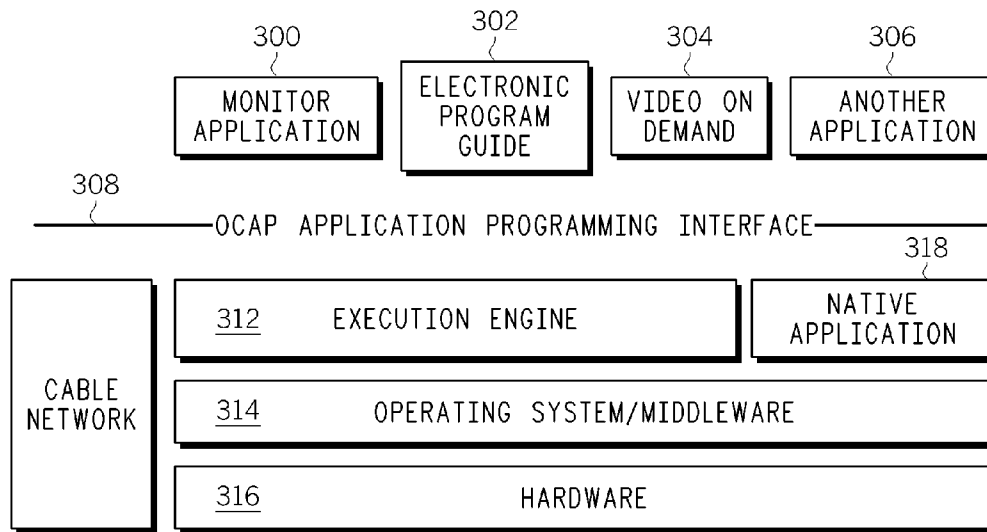 300
302
304
306
MONITOR
APPLICATION
ELECTRONIC
PROGRAM
GUIDE
VIDEO ON
DEMAND
ANOTHER
APPLICATION
308
OCAP APPLICATION PROGRAMMING INTERFACE
318
CABLE
NETWORK
312 EXECUTION ENGINE
NATIVE
APPLICATION
314 OPERATING SYSTEM/MIDDLEWARE
316 HARDWARE